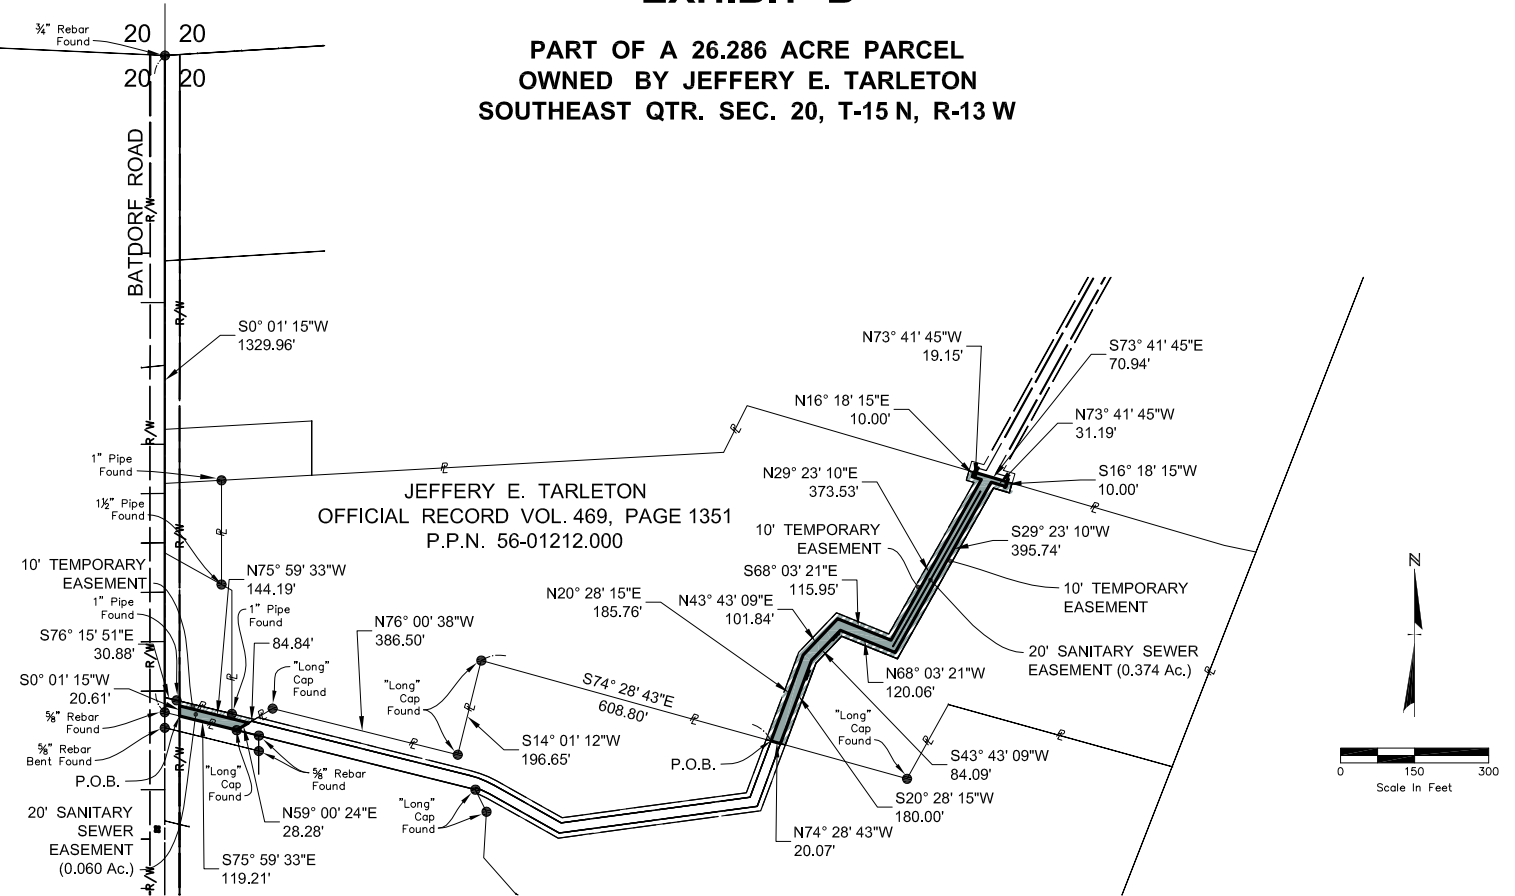 PART OF A 26.286 ACRE PARCEL
OWNED BY JEFFERY E. TARLETON
SOUTHEAST QTR. SEC. 20, T-15 N, R-13 W
¾" Rebar
Found
20 20
20 20
BATDORF ROAD
R/W
R/W
R/W
R/W
R/W
R/W
R/W
R/W
S0° 01' 15"W
1329.96'
1" Pipe
Found
1½" Pipe
Found
JEFFERY E. TARLETON
OFFICIAL RECORD VOL. 469, PAGE 1351
P.P.N. 56-01212.000
10' TEMPORARY
EASEMENT
1" Pipe
Found
S76° 15' 51"E
30.88'
S0° 01' 15"W
20.61'
⅝" Rebar
Found
⅝" Rebar
Bent Found
P.O.B.
20' SANITARY
SEWER
EASEMENT
(0.060 Ac.)
N75° 59' 33"W
144.19'
1" Pipe
Found
84.84'
"Long"
Cap
Found
N76° 00' 38"W
386.50'
"Long"
Cap
Found
S14° 01' 12"W
196.65'
"Long"
Cap
Found
⅝" Rebar
Found
N59° 00' 24"E
28.28'
S75° 59' 33"E
119.21'
"Long"
Cap
Found
S74° 28' 43"E
608.80'
N73° 41' 45"W
19.15'
S73° 41' 45"E
70.94'
N16° 18' 15"E
10.00'
N73° 41' 45"W
31.19'
N29° 23' 10"E
373.53'
S16° 18' 15"W
10.00'
10' TEMPORARY
EASEMENT
S29° 23' 10"W
395.74'
S68° 03' 21"E
115.95'
10' TEMPORARY
EASEMENT
N20° 28' 15"E
185.76'
N43° 43' 09"E
101.84'
20' SANITARY SEWER
EASEMENT (0.374 Ac.)
N68° 03' 21"W
120.06'
"Long"
Cap
Found
P.O.B.
S43° 43' 09"W
84.09'
S20° 28' 15"W
180.00'
N74° 28' 43"W
20.07'
N
0 150 300
Scale In Feet